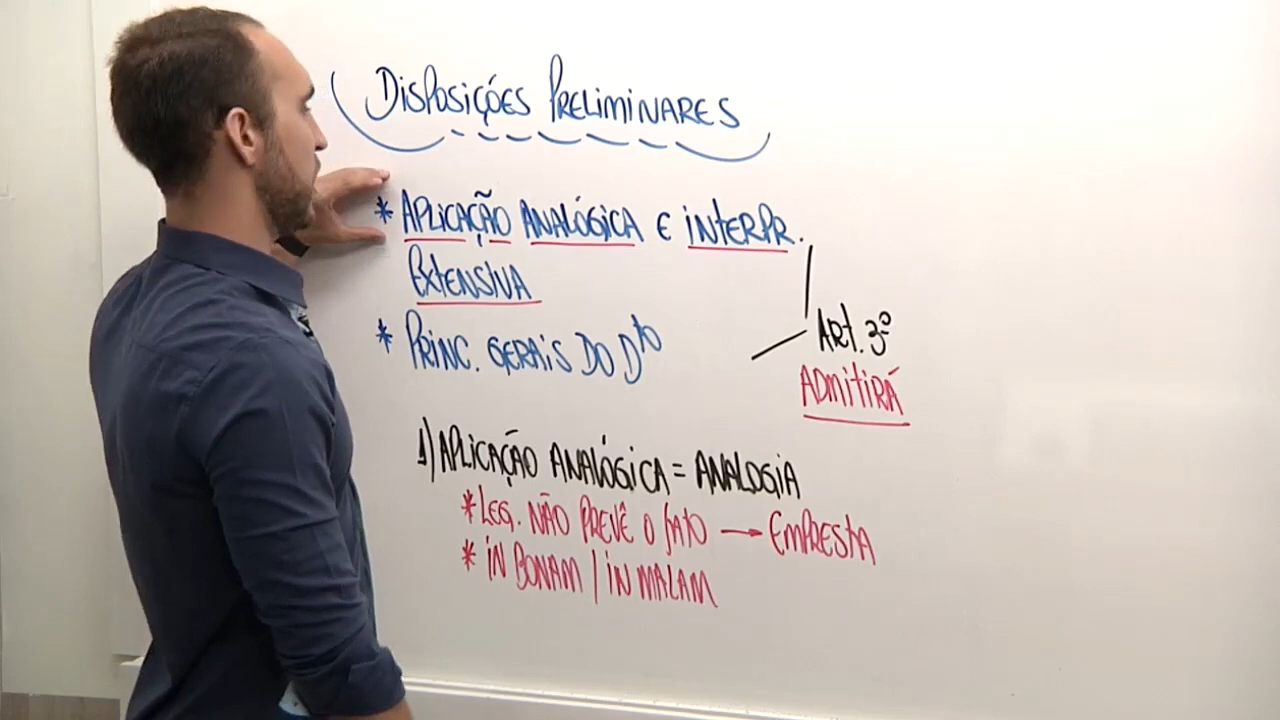 DISPOSIÇÕES PRELIMINARES
* APLICAÇÃO ANALÓGICA E INTERPR.
EXTENSIVA
* PRINC. GERAIS DO Dto
ART. 3º
ADMITIRÁ
1) APLICAÇÃO ANALÓGICA = ANALOGIA
* LEG. NÃO PREVÊ O FATO → EMPRESTA
* IN BONAM / IN MALAM